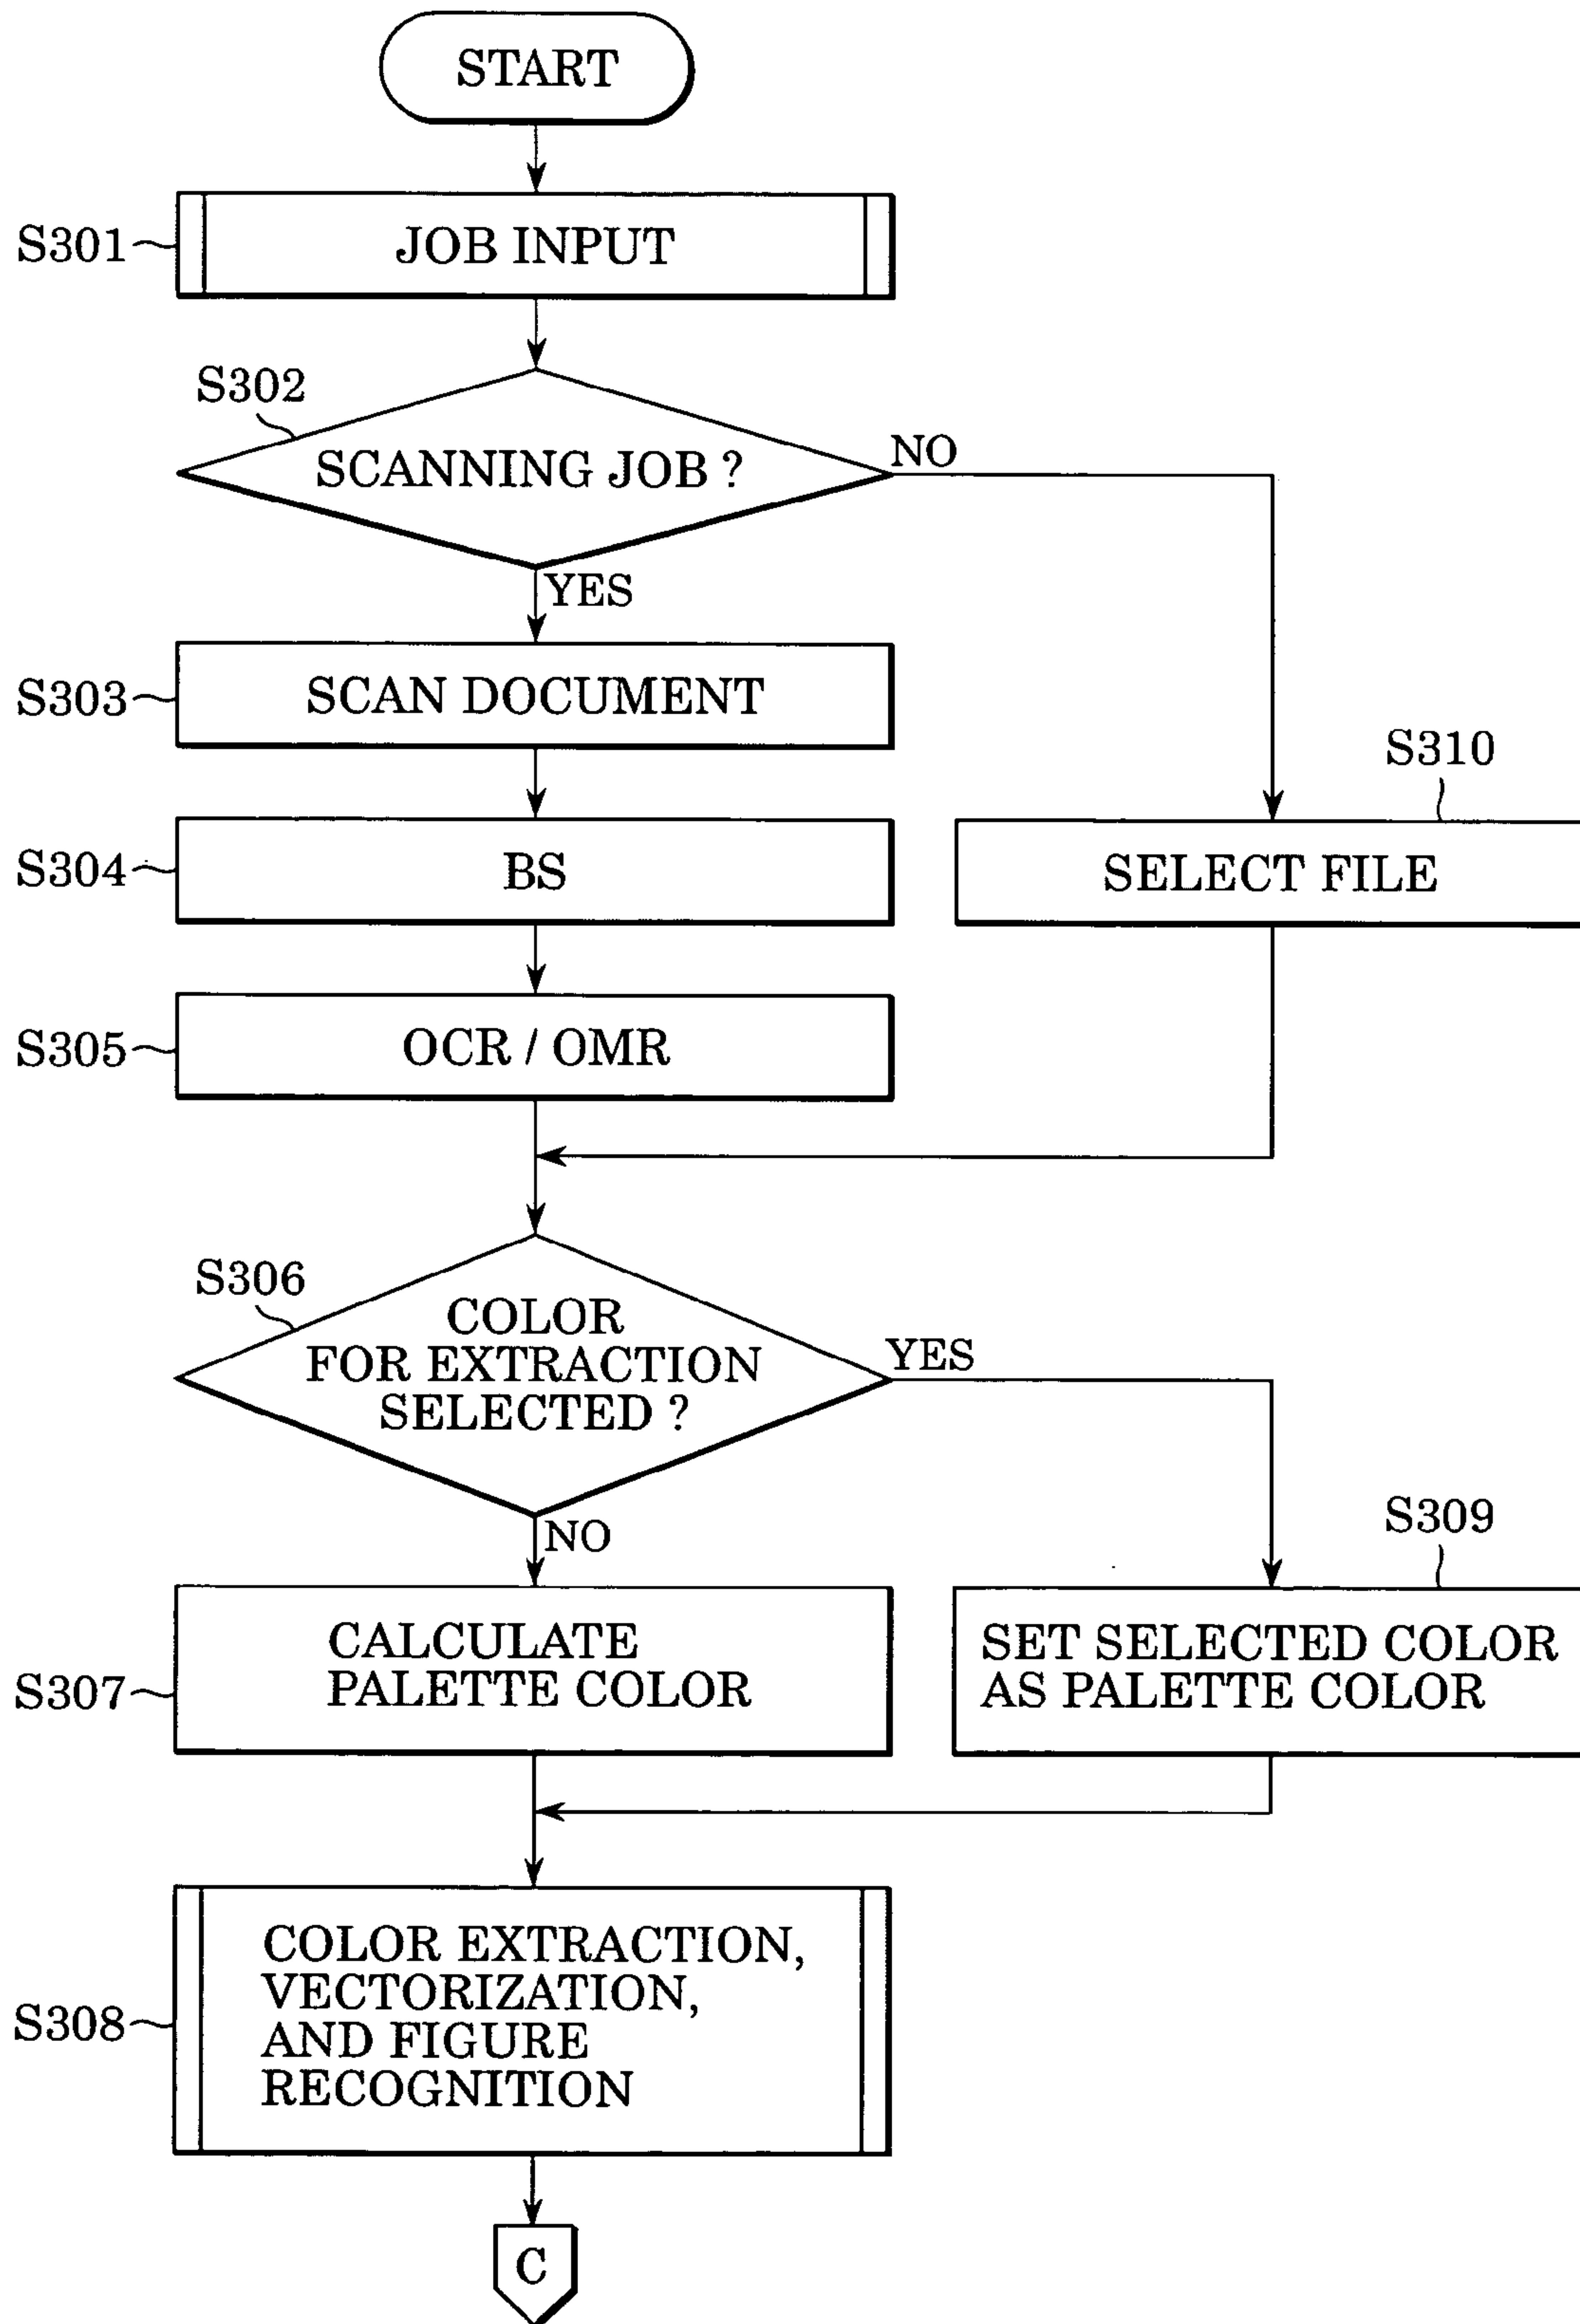 START
S301
JOB INPUT
S302
SCANNING JOB ?
NO
YES
S303
SCAN DOCUMENT
S310
S304
BS
SELECT FILE
S305
OCR / OMR
S306
COLOR
FOR EXTRACTION
SELECTED ?
YES
NO
S309
S307
CALCULATE
PALETTE COLOR
SET SELECTED COLOR
AS PALETTE COLOR
S308
COLOR EXTRACTION,
VECTORIZATION,
AND FIGURE
RECOGNITION
C